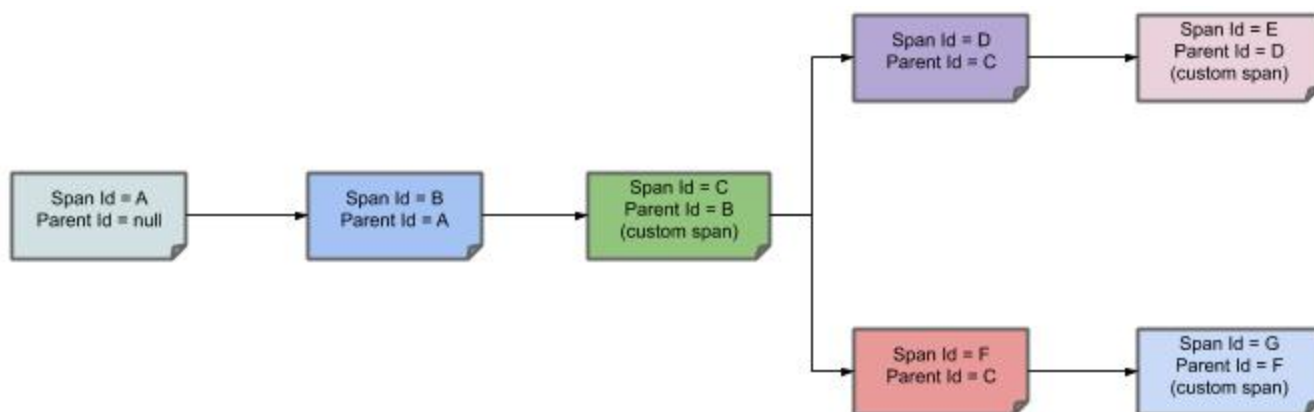 Span Id = A
Parent Id = null
Span Id = B
Parent Id = A
Span Id = C
Parent Id = B
(custom span)
Span Id = D
Parent Id = C
Span Id = E
Parent Id = D
(custom span)
Span Id = F
Parent Id = C
Span Id = G
Parent Id = F
(custom span)